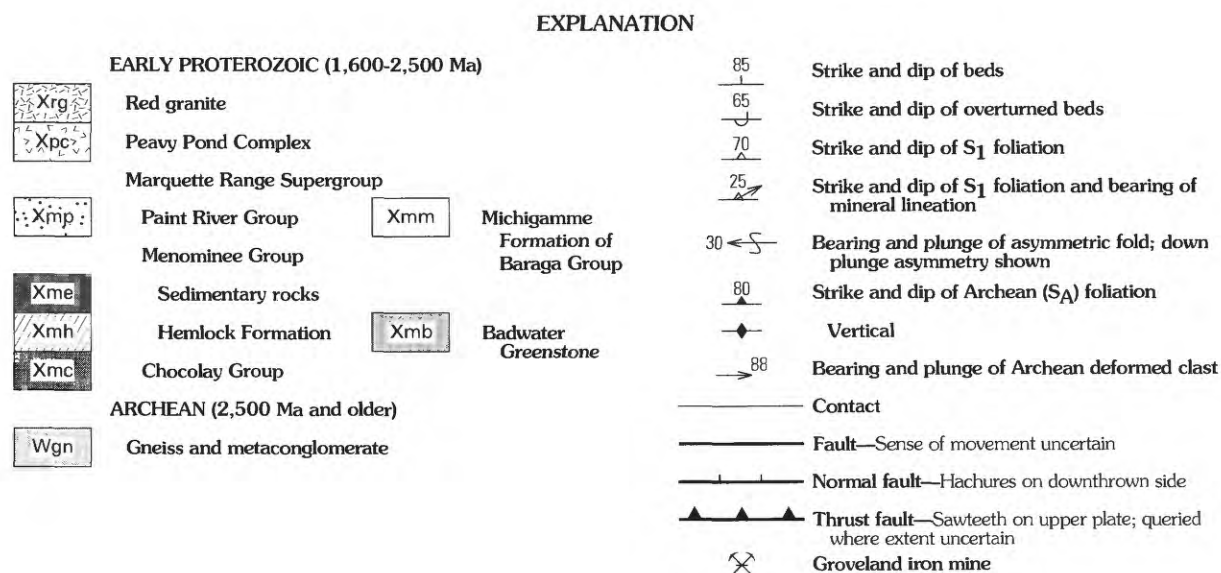 EXPLANATION
EARLY PROTEROZOIC (1,600-2,500 Ma)
Xrg Red granite
Xpc Peavy Pond Complex
Marquette Range Supergroup
Xmp Paint River Group
Xmm Michigamme
Formation of
Baraga Group
Menominee Group
Xme Sedimentary rocks
Xmh Hemlock Formation
Xmb Badwater
Greenstone
Xmc Chocolay Group
ARCHEAN (2,500 Ma and older)
Wgn Gneiss and metaconglomerate
85 Strike and dip of beds
65 Strike and dip of overturned beds
70 Strike and dip of S1 foliation
25 Strike and dip of S1 foliation and bearing of
mineral lineation
30 Bearing and plunge of asymmetric fold; down
plunge asymmetry shown
80 Strike and dip of Archean (SA) foliation
Vertical
88 Bearing and plunge of Archean deformed clast
Contact
Fault—Sense of movement uncertain
Normal fault—Hachures on downthrown side
Thrust fault—Sawteeth on upper plate; queried
where extent uncertain
Groveland iron mine